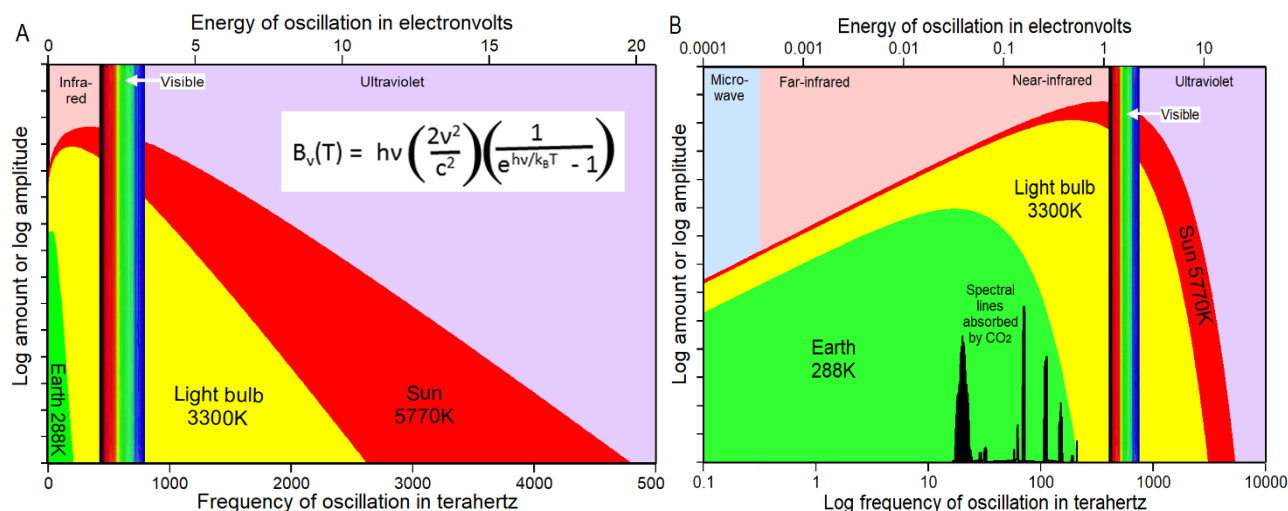 A
Energy of oscillation in electronvolts
0 5 10 15 20
Infra-
red
Visible
Ultraviolet
Bν(T) = hν (2ν²/c²) (1/(e^(hν/k_BT) - 1))
Log amount or log amplitude
Earth 288K
Light bulb
3300K
Sun
5770K
0 1000 2000 3000 4000 500
Frequency of oscillation in terahertz
B
Energy of oscillation in electronvolts
0.0001 0.001 0.01 0.1 1 10
Micro-
wave
Far-infrared
Near-infrared
Ultraviolet
Visible
Log amount or log amplitude
Light bulb
3300K
Sun 5770K
Spectral
lines
absorbed
by CO₂
Earth
288K
0.1 1 10 100 1000 10000
Log frequency of oscillation in terahertz